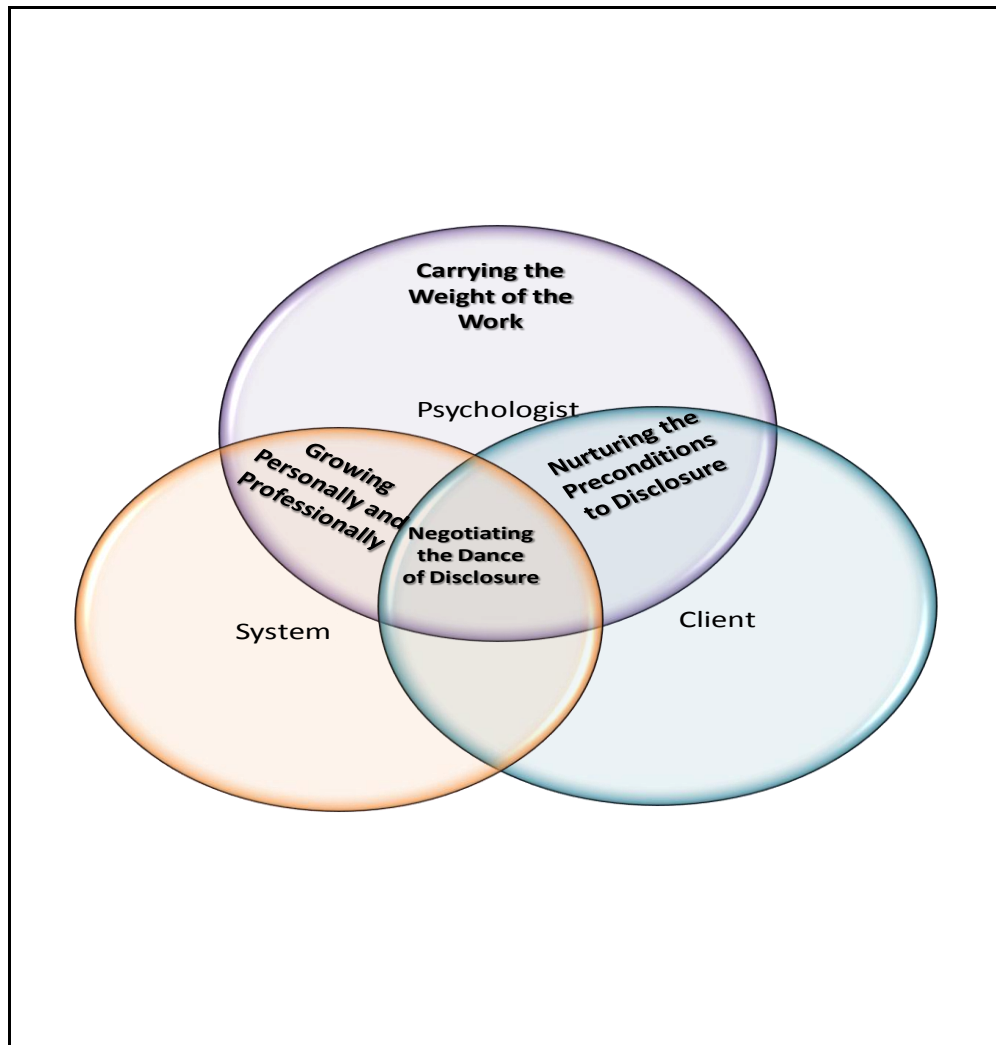 Carrying the
Weight of the
Work
Psychologist
Growing
Personally and
Professionally
Nurturing the
Preconditions
to Disclosure
Negotiating
the Dance
of Disclosure
System
Client